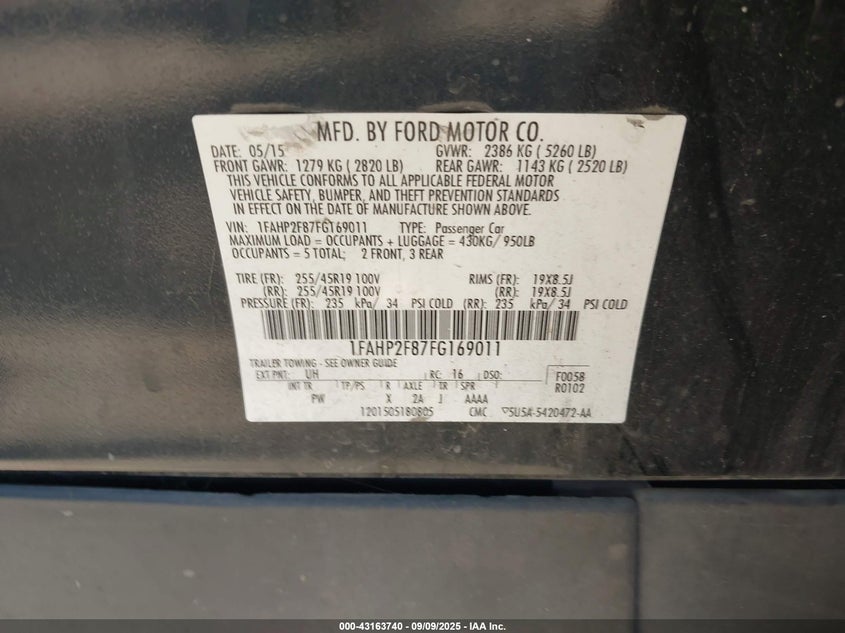 MFD. BY FORD MOTOR CO.
DATE: 05/15 GVWR: 2386 KG ( 5260 LB)
FRONT GAWR: 1279 KG ( 2820 LB) REAR GAWR: 1143 KG ( 2520 LB)
THIS VEHICLE CONFORMS TO ALL APPLICABLE FEDERAL MOTOR
VEHICLE SAFETY, BUMPER, AND THEFT PREVENTION STANDARDS
IN EFFECT ON THE DATE OF MANUFACTURE SHOWN ABOVE.
VIN: 1FAHP2F87FG169011 TYPE: Passenger Car
MAXIMUM LOAD = OCCUPANTS + LUGGAGE = 430KG/ 950LB
OCCUPANTS = 5 TOTAL; 2 FRONT, 3 REAR
TIRE (FR): 255/45R19 100V RIMS (FR): 19X8.5J
(RR): 255/45R19 100V (RR): 19X8.5J
PRESSURE (FR): 235 kPa/ 34 PSI COLD (RR): 235 kPa/ 34 PSI COLD
1FAHP2F87FG169011
TRAILER TOWING - SEE OWNER GUIDE
EXT PNT: UH RC: 16 DSO: F0058
INT TR TP/PS R AXLE TR SPR R0102
PW X 2A J AAAA
1201505180805 CMC ▽5U5A-5420472-AA
000-43163740 - 09/09/2025 - IAA Inc.